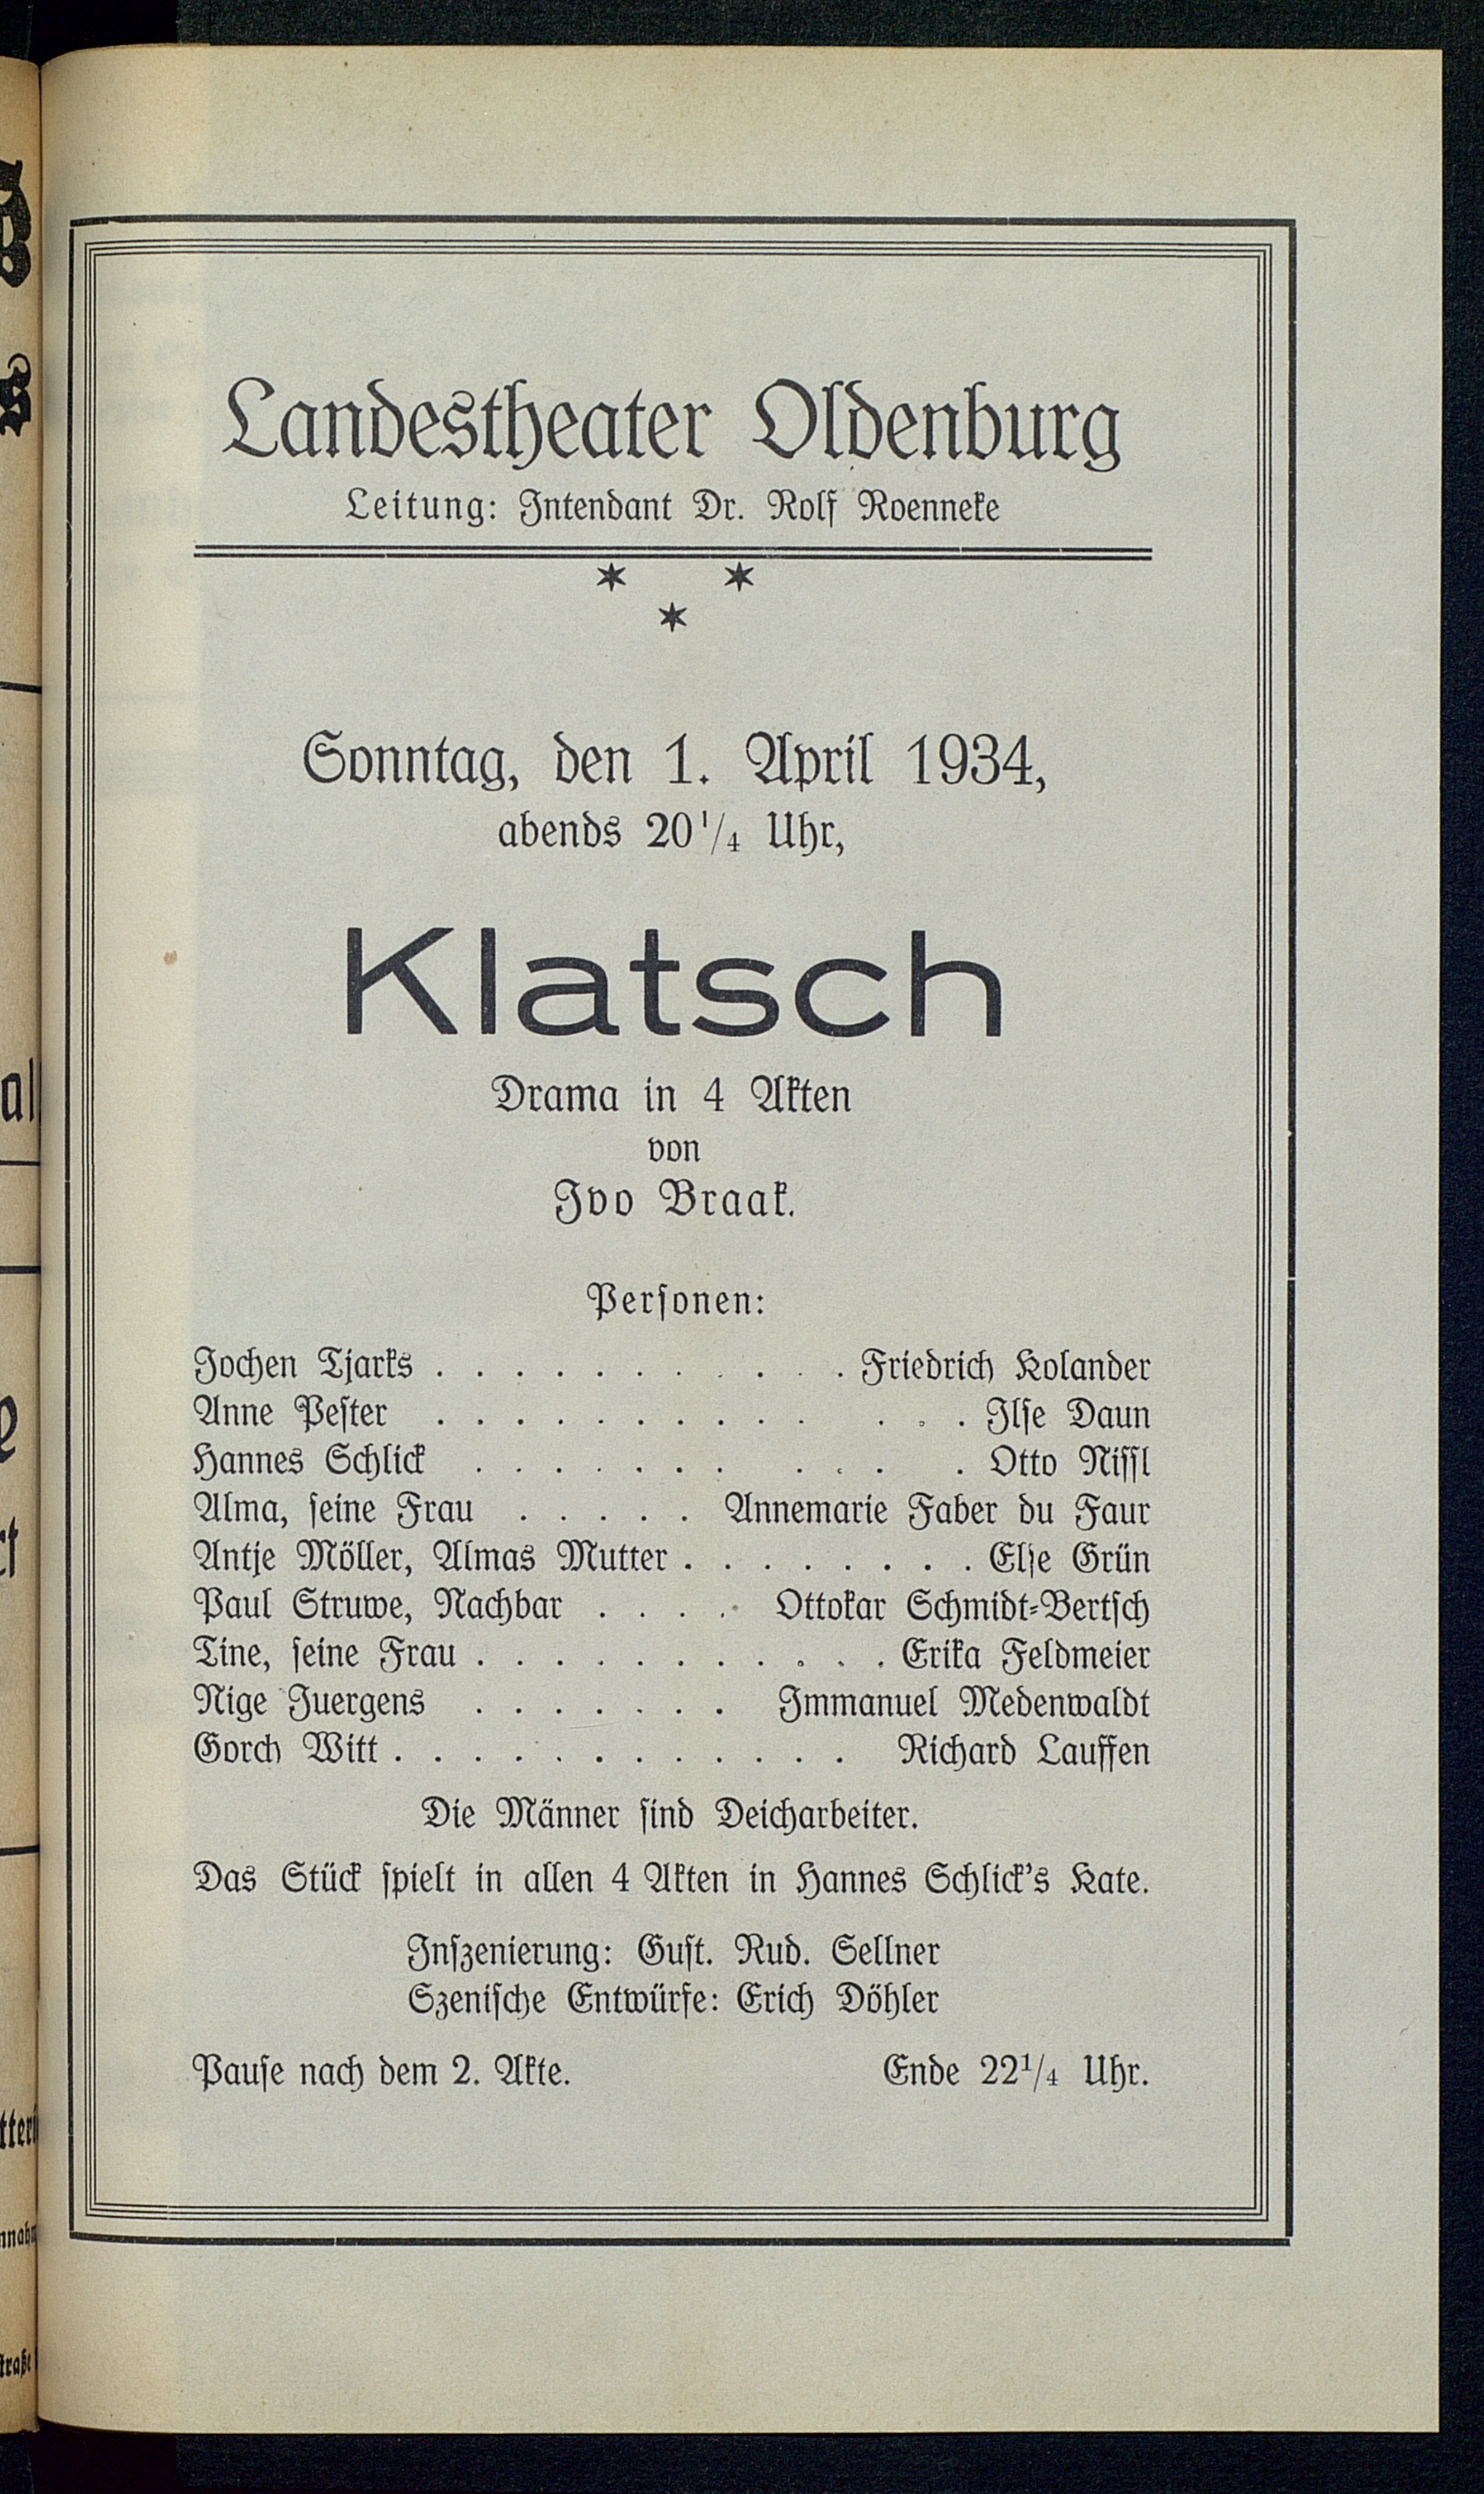 Landestheater Oldenburg
Leitung: Intendant Dr. Rolf Roenneke
* *
*
Sonntag, den 1. April 1934,
abends 20 1/4 Uhr,
Klatsch
Drama in 4 Akten
von
Ivo Braak.
Personen:
Jochen Tjarks . . . . . . . . . . . Friedrich Kolander
Anne Pester . . . . . . . . . . . . . Ilse Daun
Hannes Schlick . . . . . . . . . . . Otto Nissl
Alma, seine Frau . . . . . Annemarie Faber du Faur
Antje Möller, Almas Mutter . . . . . . . . Else Grün
Paul Struwe, Nachbar . . . . Ottokar Schmidt-Bertsch
Tine, seine Frau . . . . . . . . . . . Erika Feldmeier
Nige Juergens . . . . . . . Immanuel Medenwaldt
Gorch Witt . . . . . . . . . . . . Richard Lauffen
Die Männer sind Deicharbeiter.
Das Stück spielt in allen 4 Akten in Hannes Schlick's Kate.
Inszenierung: Gust. Rud. Sellner
Szenische Entwürfe: Erich Döhler
Pause nach dem 2. Akte. Ende 22 1/4 Uhr.